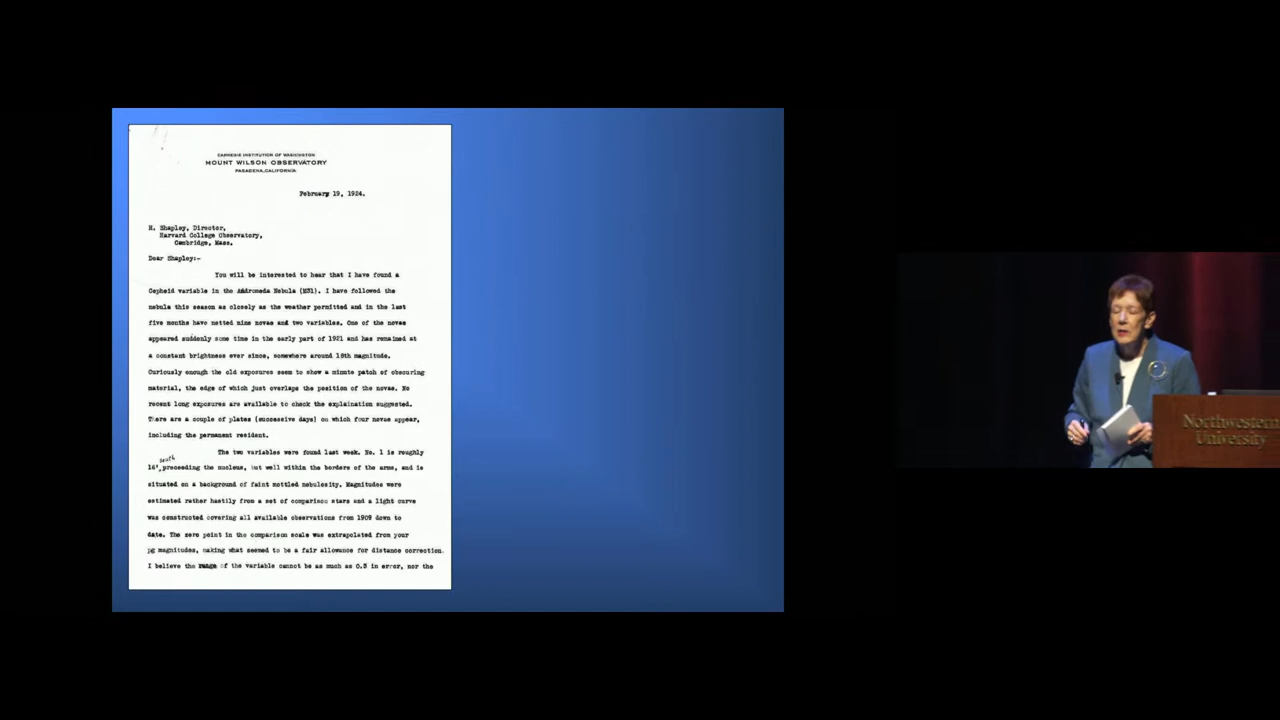 CARNEGIE INSTITUTION OF WASHINGTON
MOUNT WILSON OBSERVATORY
PASADENA, CALIFORNIA
February 19, 1924.
H. Shapley, Director,
Harvard College Observatory,
Cambridge, Mass.
Dear Shapley:-
You will be interested to hear that I have found a
Cepheid variable in the Andromeda Nebula (M31). I have followed the
nebula this season as closely as the weather permitted and in the last
five months have netted nine novae and two variables. One of the novae
appeared suddenly some time in the early part of 1921 and has remained at
a constant brightness ever since, somewhere around 18th magnitude.
Curiously enough the old exposures seem to show a minute patch of obscuring
material, the edge of which just overlaps the position of the novae. No
recent long exposures are available to check the explaination suggested.
There are a couple of plates (successive days) on which four novae appear,
including the permanent resident.
The two variables were found last week. No. 1 is roughly
south
16', preceding the nucleus, but well within the borders of the arms, and is
situated on a background of faint mottled nebulosity. Magnitudes were
estimated rather hastily from a set of comparison stars and a light curve
was constructed covering all available observations from 1909 down to
date. The zero point in the comparison scale was extrapolated from your
pg magnitudes, making what seemed to be a fair allowance for distance correction.
I believe the range of the variable cannot be as much as 0.3 in error, nor the
Northwestern
University